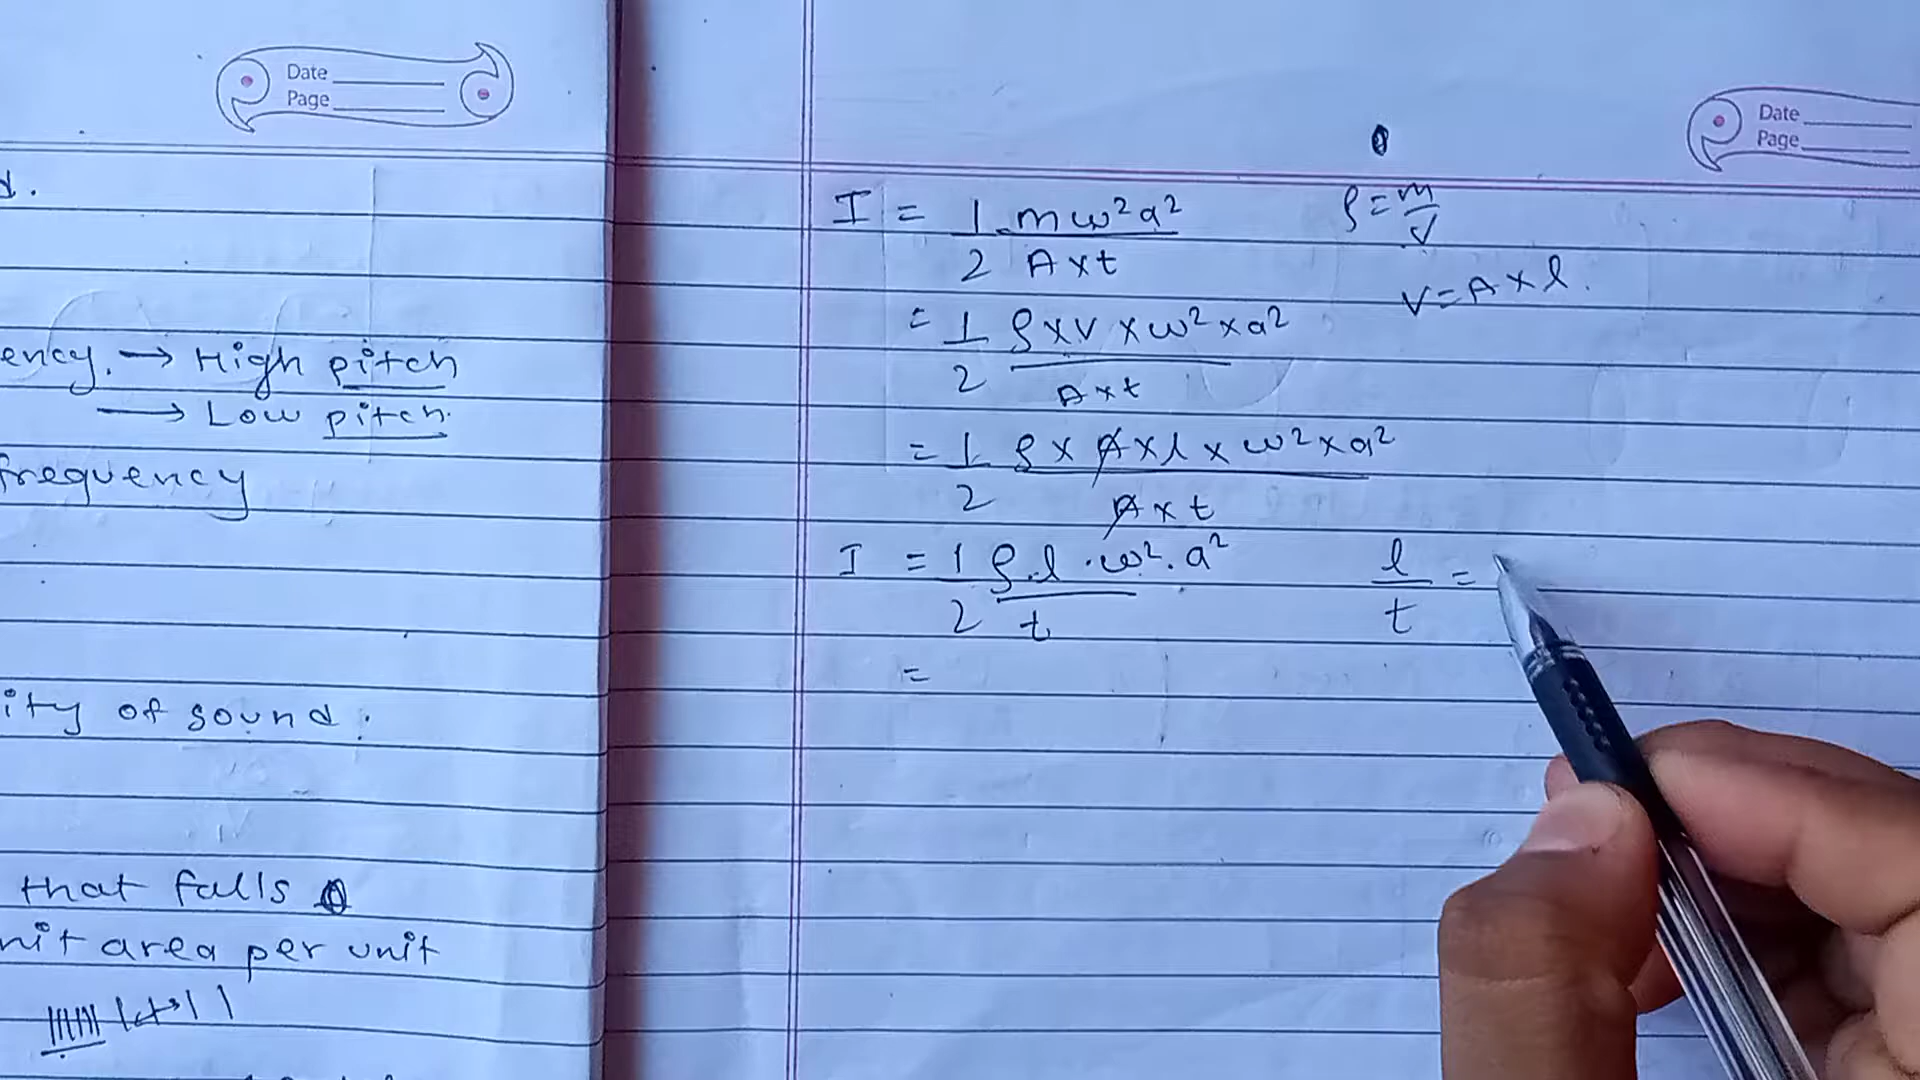 Date
Page
d.
ency. → High pitch
→ Low pitch.
frequency
ity of sound.
that falls
nit area per unit
Date
Page
I = 1/2 mω²a²/A×t
ρ = m/V
V = A × l.
= 1/2 ρ×V×ω²×a²/A×t
= 1/2 ρ×A×l×ω²×a²/A×t
I = 1/2 ρ.l.ω².a²/t
l/t =
=